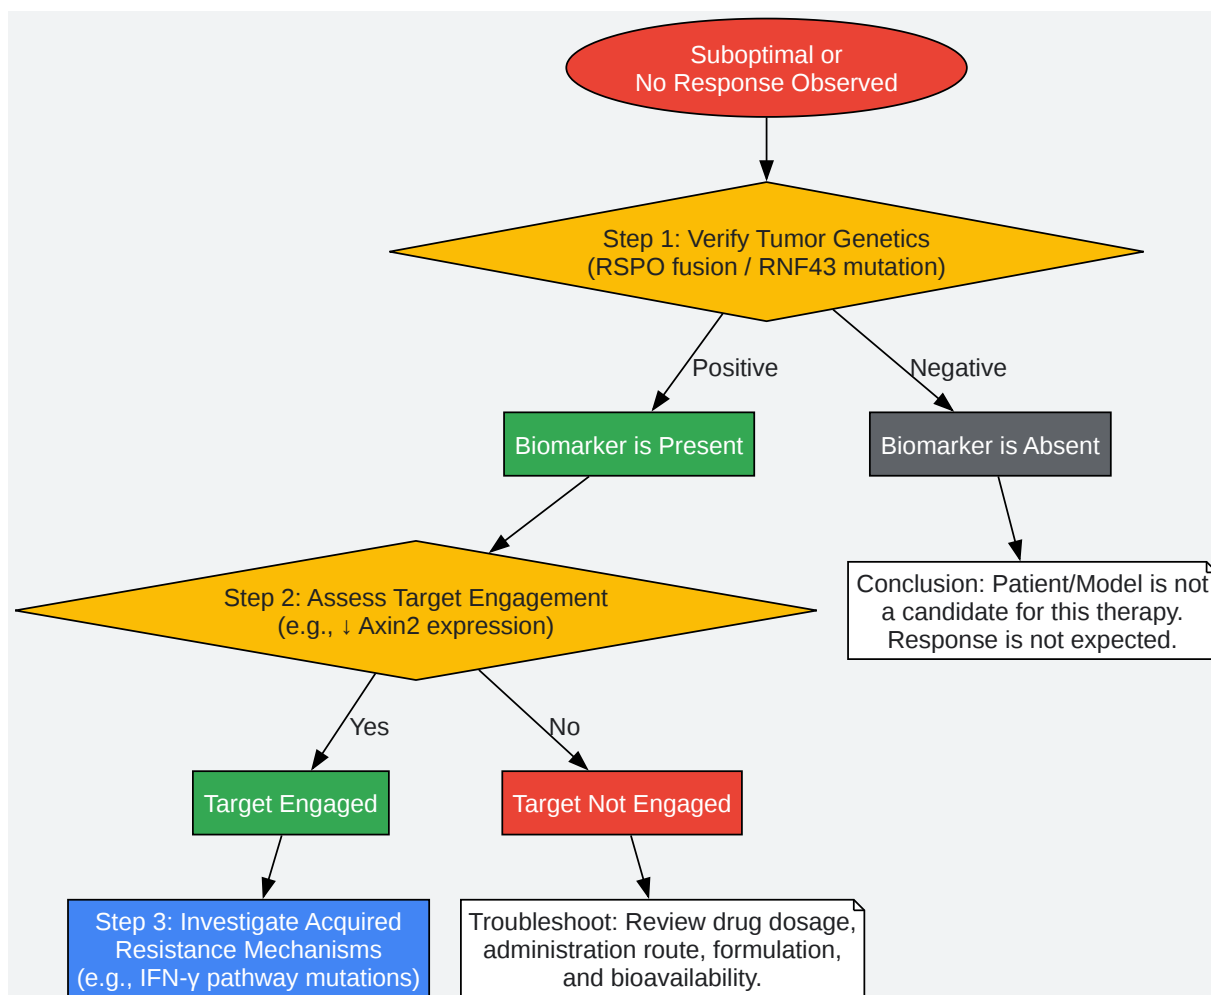 Suboptimal or
No Response Observed
Step 1: Verify Tumor Genetics
(RSPO fusion / RNF43 mutation)
Positive
Negative
Biomarker is Present
Biomarker is Absent
Step 2: Assess Target Engagement
(e.g., ↓ Axin2 expression)
Conclusion: Patient/Model is not
a candidate for this therapy.
Response is not expected.
Yes
No
Target Engaged
Target Not Engaged
Step 3: Investigate Acquired
Resistance Mechanisms
(e.g., IFN-γ pathway mutations)
Troubleshoot: Review drug dosage,
administration route, formulation,
and bioavailability.